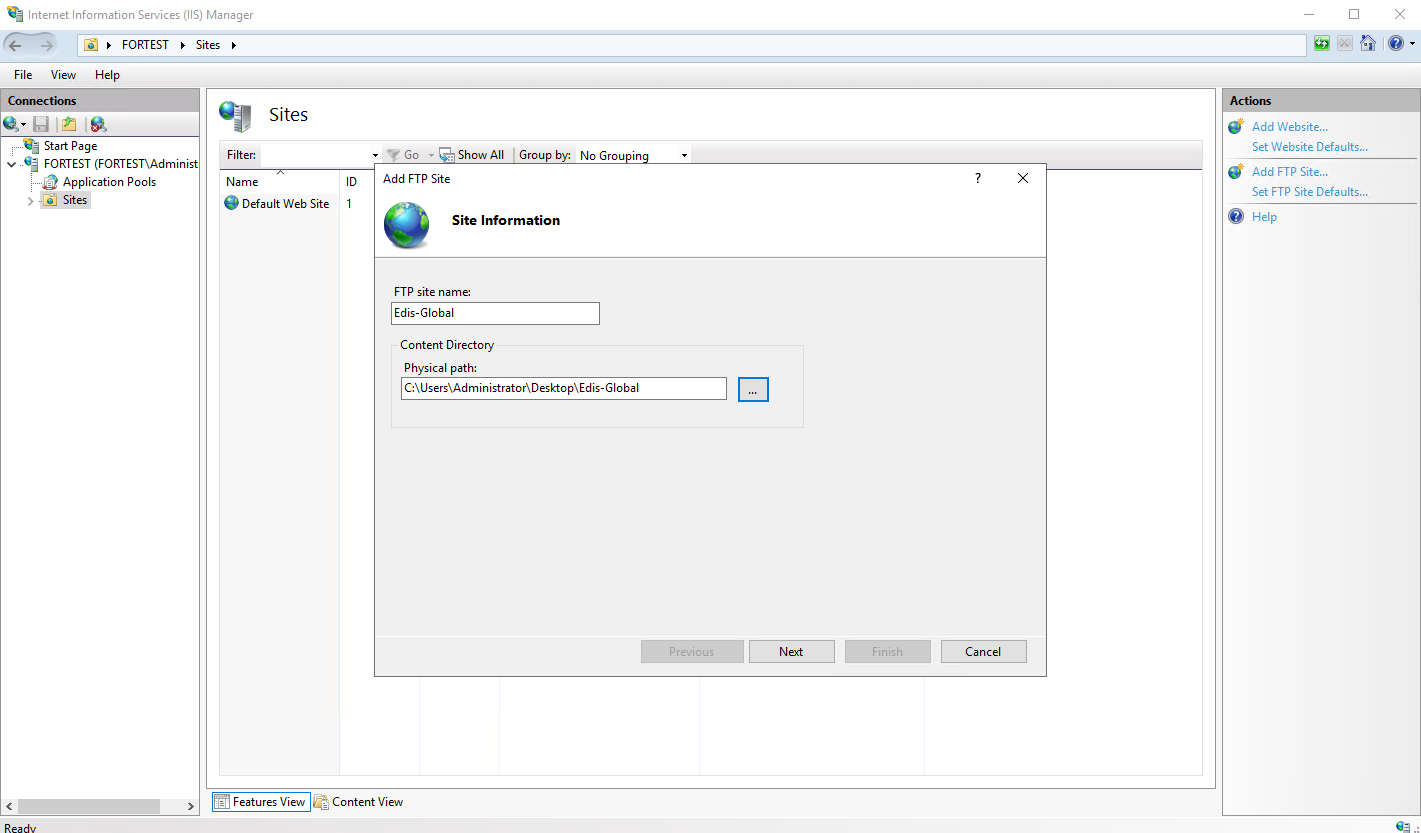 Internet Information Services (IIS) Manager
FORTEST Sites
File View Help
Connections
Start Page
FORTEST (FORTEST\Administ
Application Pools
Sites
Sites
Filter: Go Show All Group by: No Grouping
Name ID
Default Web Site 1
Add FTP Site ?
Site Information
FTP site name:
Edis-Global
Content Directory
Physical path:
C:\Users\Administrator\Desktop\Edis-Global ...
Previous Next Finish Cancel
Features View Content View
Actions
Add Website...
Set Website Defaults...
Add FTP Site...
Set FTP Site Defaults...
Help
Ready